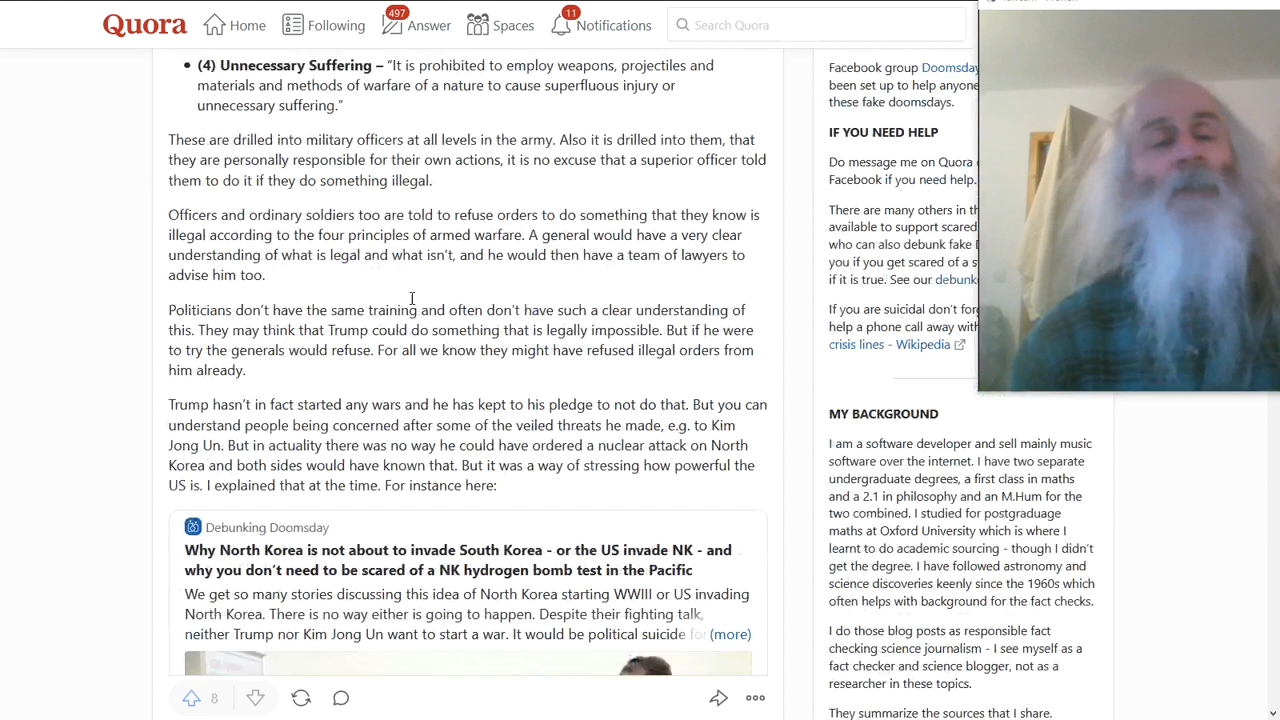 Quora
Home
Following
497
Answer
Spaces
11
Notifications
Search Quora
• (4) Unnecessary Suffering – “It is prohibited to employ weapons, projectiles and
materials and methods of warfare of a nature to cause superfluous injury or
unnecessary suffering.”
These are drilled into military officers at all levels in the army. Also it is drilled into them, that
they are personally responsible for their own actions, it is no excuse that a superior officer told
them to do it if they do something illegal.
Officers and ordinary soldiers too are told to refuse orders to do something that they know is
illegal according to the four principles of armed warfare. A general would have a very clear
understanding of what is legal and what isn't, and he would then have a team of lawyers to
advise him too.
Politicians don’t have the same training and often don’t have such a clear understanding of
this. They may think that Trump could do something that is legally impossible. But if he were
to try the generals would refuse. For all we know they might have refused illegal orders from
him already.
Trump hasn’t in fact started any wars and he has kept to his pledge to not do that. But you can
understand people being concerned after some of the veiled threats he made, e.g. to Kim
Jong Un. But in actuality there was no way he could have ordered a nuclear attack on North
Korea and both sides would have known that. But it was a way of stressing how powerful the
US is. I explained that at the time. For instance here:
Debunking Doomsday
Why North Korea is not about to invade South Korea - or the US invade NK - and
why you don’t need to be scared of a NK hydrogen bomb test in the Pacific
We get so many stories discussing this idea of North Korea starting WWIII or US invading
North Korea. There is no way either is going to happen. Despite their fighting talk,
neither Trump nor Kim Jong Un want to start a war. It would be political suicide (more)
8
Facebook group Doomsday
been set up to help anyone
these fake doomsdays.
IF YOU NEED HELP
Do message me on Quora
Facebook if you need help.
There are many others in th
available to support scared
who can also debunk fake
you if you get scared of a s
if it is true. See our debunk
If you are suicidal don’t for
help a phone call away with
crisis lines - Wikipedia
MY BACKGROUND
I am a software developer and sell mainly music
software over the internet. I have two separate
undergraduate degrees, a first class in maths
and a 2.1 in philosophy and an M.Hum for the
two combined. I studied for postgraduage
maths at Oxford University which is where I
learnt to do academic sourcing - though I didn’t
get the degree. I have followed astronomy and
science discoveries keenly since the 1960s which
often helps with background for the fact checks.
I do those blog posts as responsible fact
checking science journalism - I see myself as a
fact checker and science blogger, not as a
researcher in these topics.
They summarize the sources that I share.